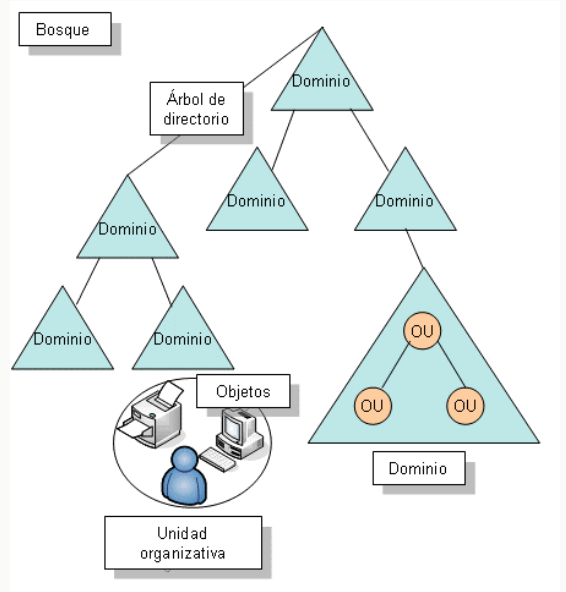 Bosque
Dominio
Árbol de
directorio
Dominio
Dominio
Dominio
Dominio
Dominio
OU
OU
OU
Objetos
Dominio
Unidad
organizativa